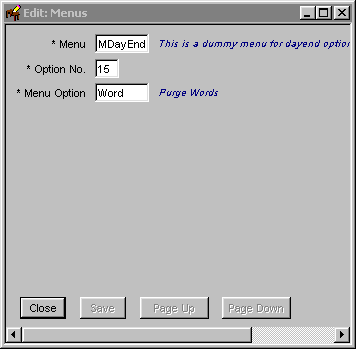 Edit: Menus
* Menu MDayEnd This is a dummy menu for dayend option
* Option No. 15
* Menu Option Word Purge Words
Close Save Page Up Page Down